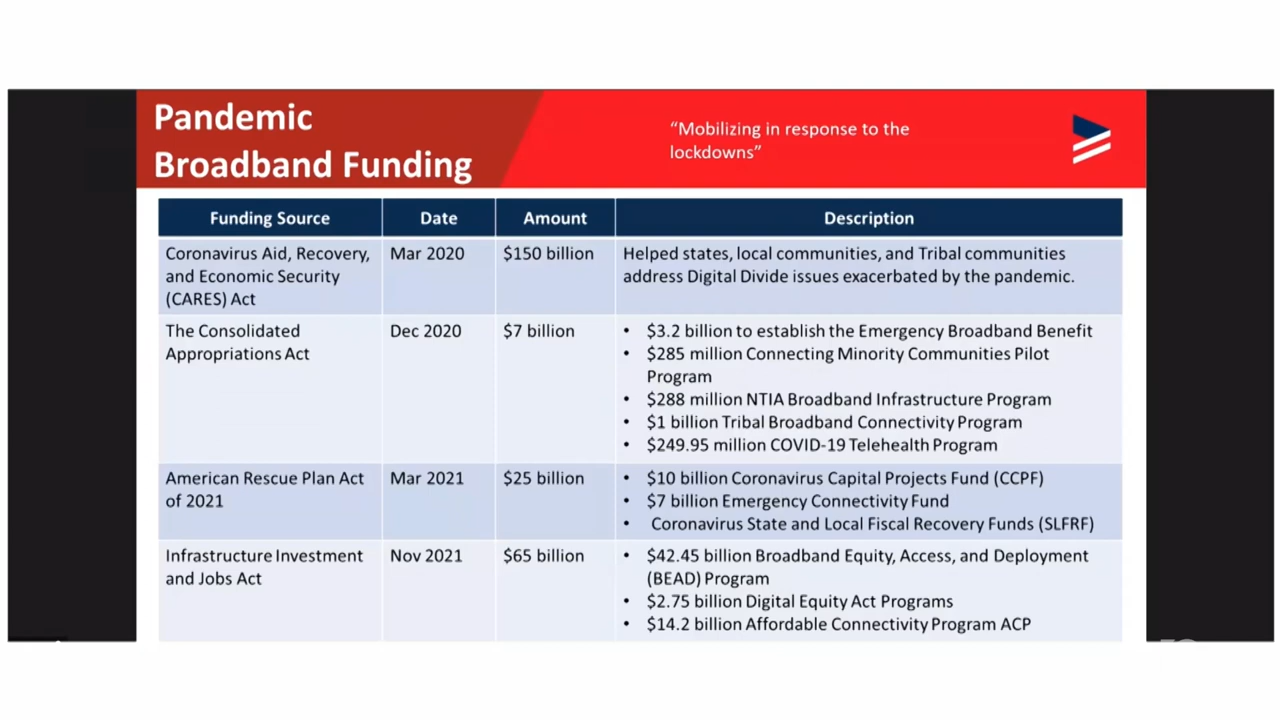 Pandemic
Broadband Funding
“Mobilizing in response to the
lockdowns”
Funding Source
Date
Amount
Description
Coronavirus Aid, Recovery,
and Economic Security
(CARES) Act
Mar 2020
$150 billion
Helped states, local communities, and Tribal communities
address Digital Divide issues exacerbated by the pandemic.
The Consolidated
Appropriations Act
Dec 2020
$7 billion
• $3.2 billion to establish the Emergency Broadband Benefit
• $285 million Connecting Minority Communities Pilot
Program
• $288 million NTIA Broadband Infrastructure Program
• $1 billion Tribal Broadband Connectivity Program
• $249.95 million COVID-19 Telehealth Program
American Rescue Plan Act
of 2021
Mar 2021
$25 billion
• $10 billion Coronavirus Capital Projects Fund (CCPF)
• $7 billion Emergency Connectivity Fund
• Coronavirus State and Local Fiscal Recovery Funds (SLFRF)
Infrastructure Investment
and Jobs Act
Nov 2021
$65 billion
• $42.45 billion Broadband Equity, Access, and Deployment
(BEAD) Program
• $2.75 billion Digital Equity Act Programs
• $14.2 billion Affordable Connectivity Program ACP